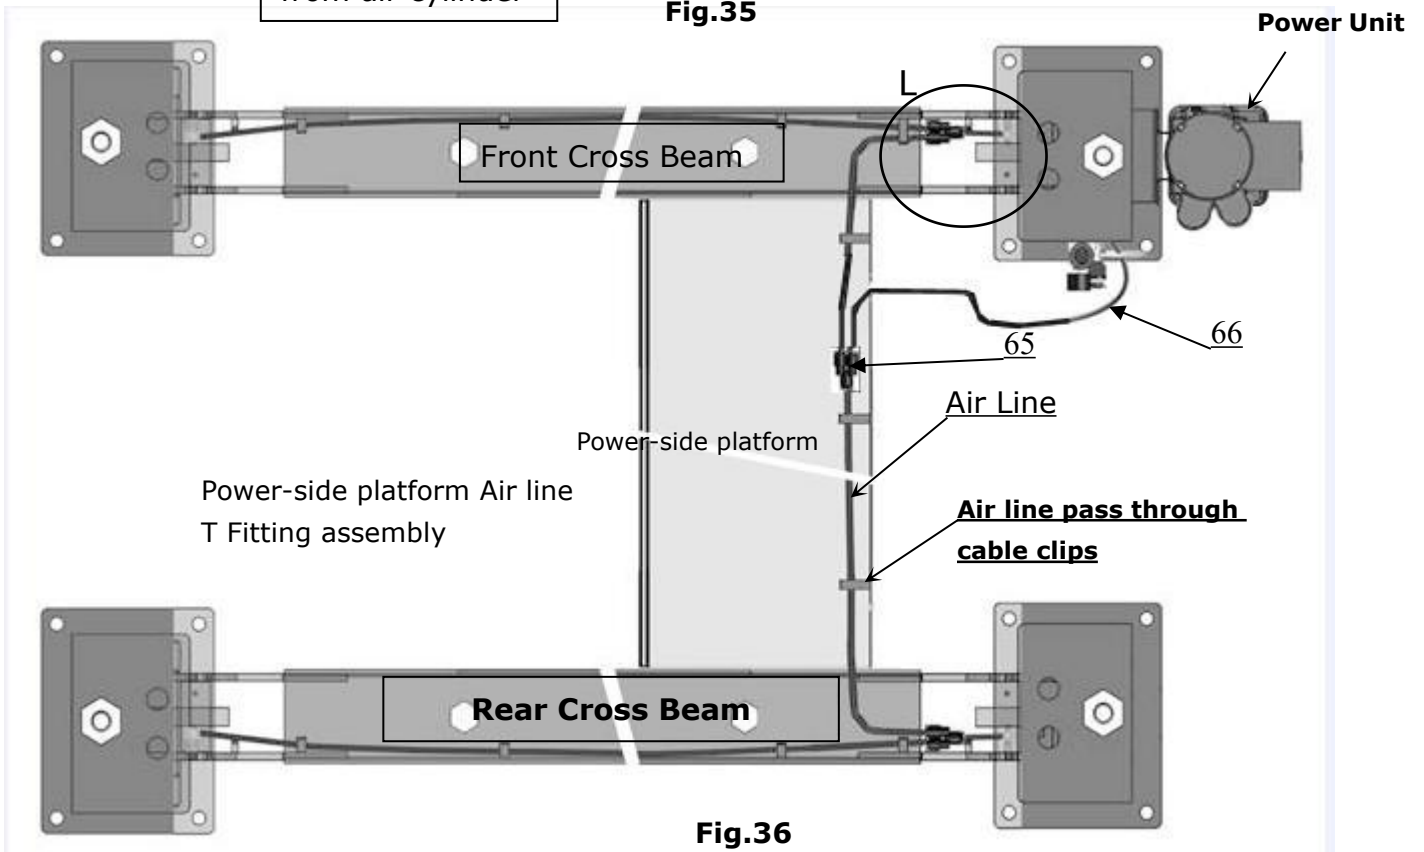 from air cylinder
Fig.35
Power Unit
L
Front Cross Beam
65
66
Air Line
Power-side platform
Power-side platform Air line
T Fitting assembly
Air line pass through
cable clips
Rear Cross Beam
Fig.36